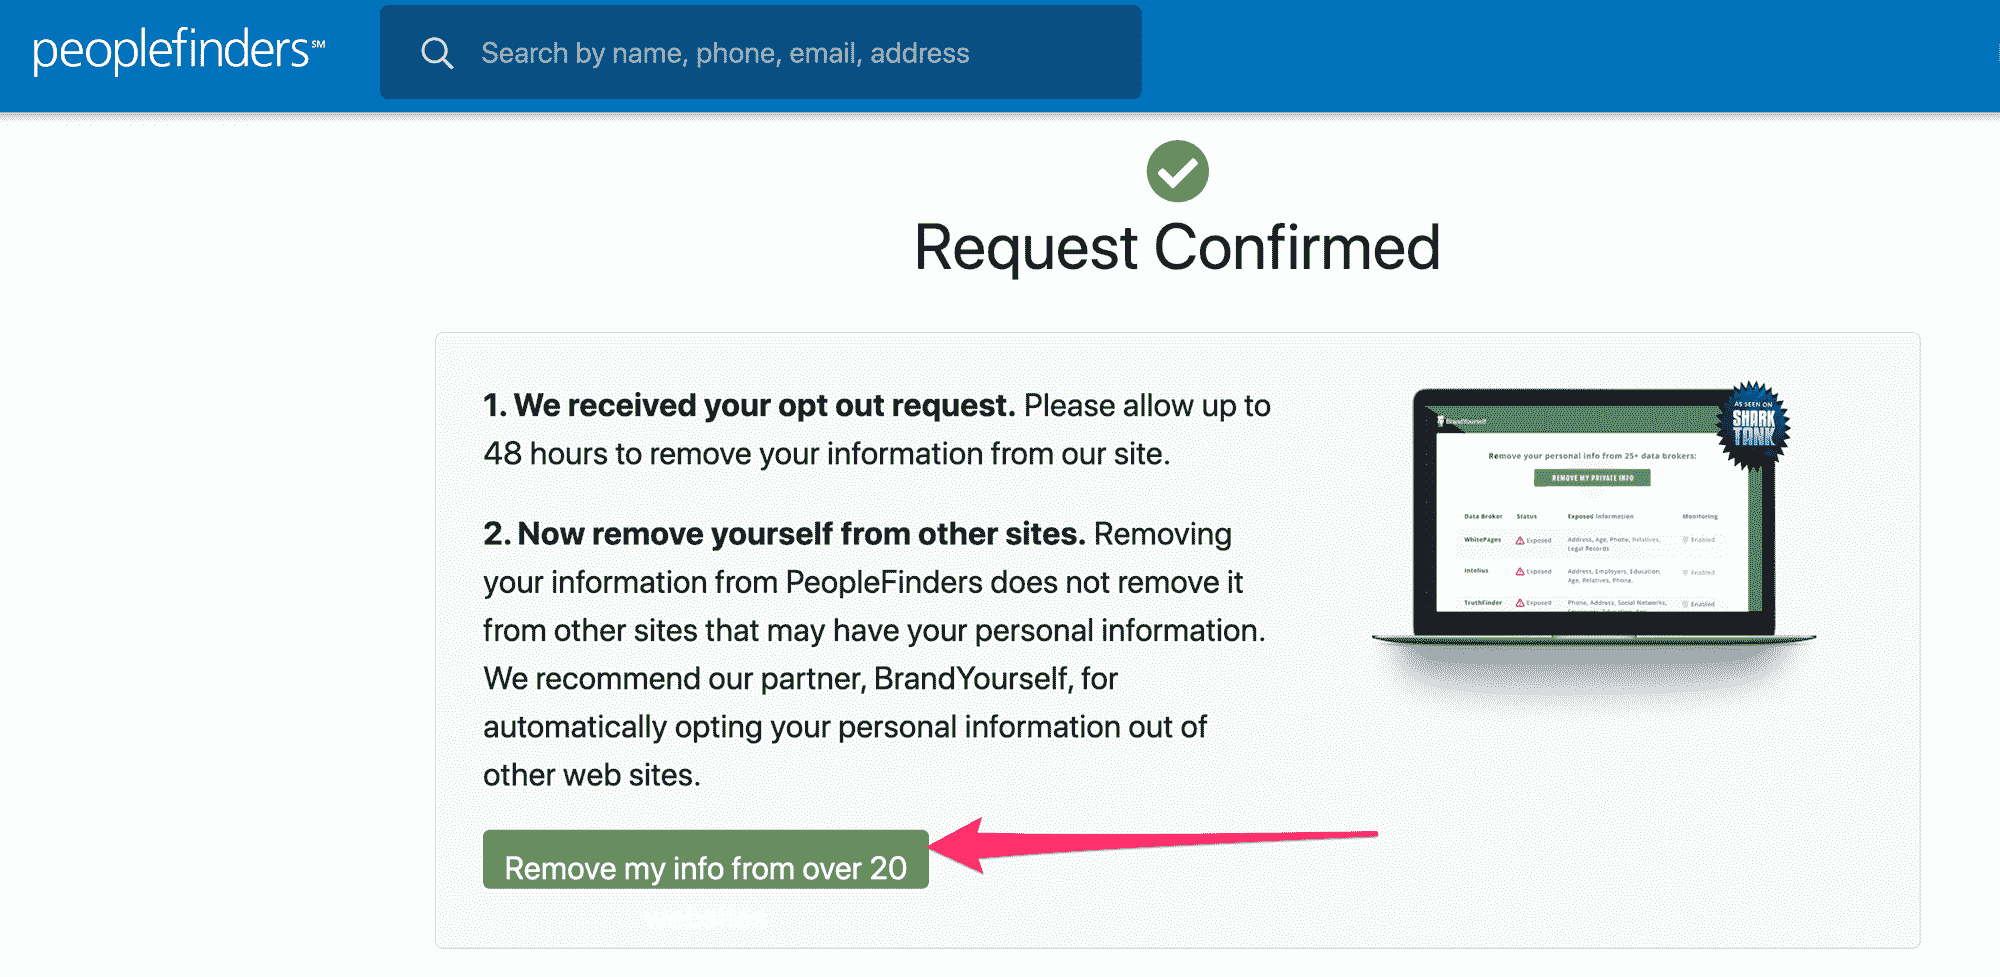 peoplefinders℠
Search by name, phone, email, address
Request Confirmed
1. We received your opt out request. Please allow up to
48 hours to remove your information from our site.
2. Now remove yourself from other sites. Removing
your information from PeopleFinders does not remove it
from other sites that may have your personal information.
We recommend our partner, BrandYourself, for
automatically opting your personal information out of
other web sites.
Remove my info from over 20
AS SEEN ON
SHARK
TANK
BrandYourself
Remove your personal info from 25+ data brokers:
REMOVE MY PRIVATE INFO
Data Broker Status Exposed Information Monitoring
WhitePages Exposed Address, Age, Phone, Relatives, Enabled
Legal Records
Intelius Exposed Address, Employers, Education, Enabled
Age, Relatives, Phone,
TruthFinder Exposed Phone, Address, Social Networks, Enabled